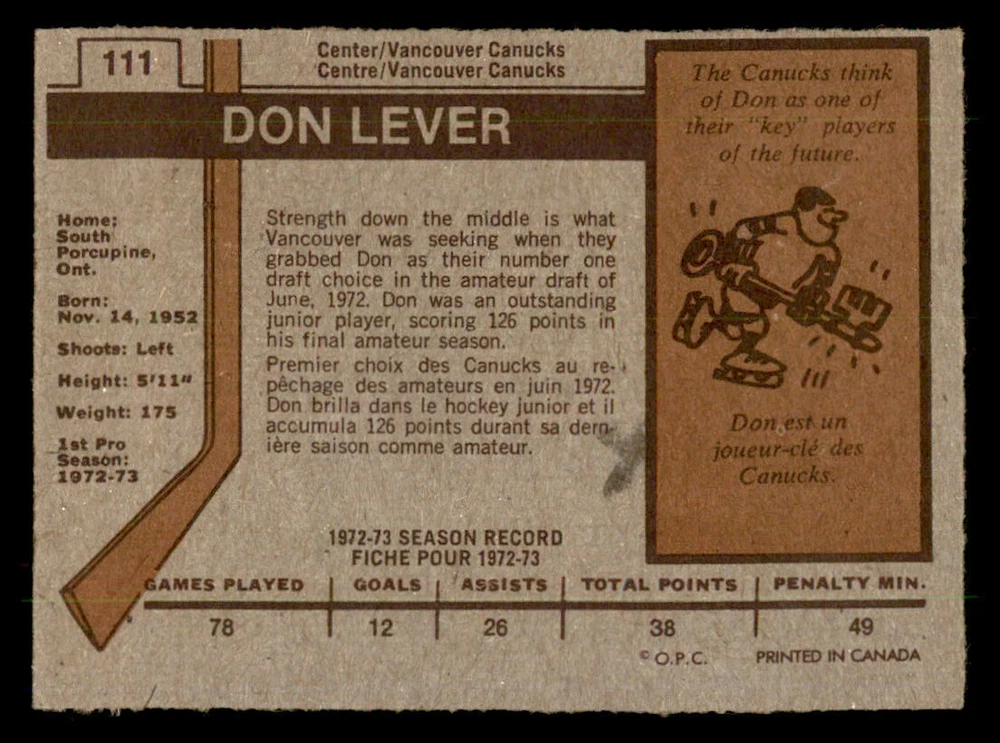 111
Center/Vancouver Canucks
Centre/Vancouver Canucks
DON LEVER
The Canucks think
of Don as one of
their "key" players
of the future.
Home:
South
Porcupine,
Ont.
Born:
Nov. 14, 1952
Shoots: Left
Height: 5'11"
Weight: 175
1st Pro
Season:
1972-73
Strength down the middle is what
Vancouver was seeking when they
grabbed Don as their number one
draft choice in the amateur draft of
June, 1972. Don was an outstanding
junior player, scoring 126 points in
his final amateur season.
Premier choix des Canucks au re-
pêchage des amateurs en juin 1972.
Don brilla dans le hockey junior et il
accumula 126 points durant sa dern-
ière saison comme amateur.
Don est un
joueur-clé des
Canucks.
1972-73 SEASON RECORD
FICHE POUR 1972-73
GAMES PLAYED GOALS ASSISTS TOTAL POINTS PENALTY MIN.
78 12 26 38 49
© O.P.C. PRINTED IN CANADA